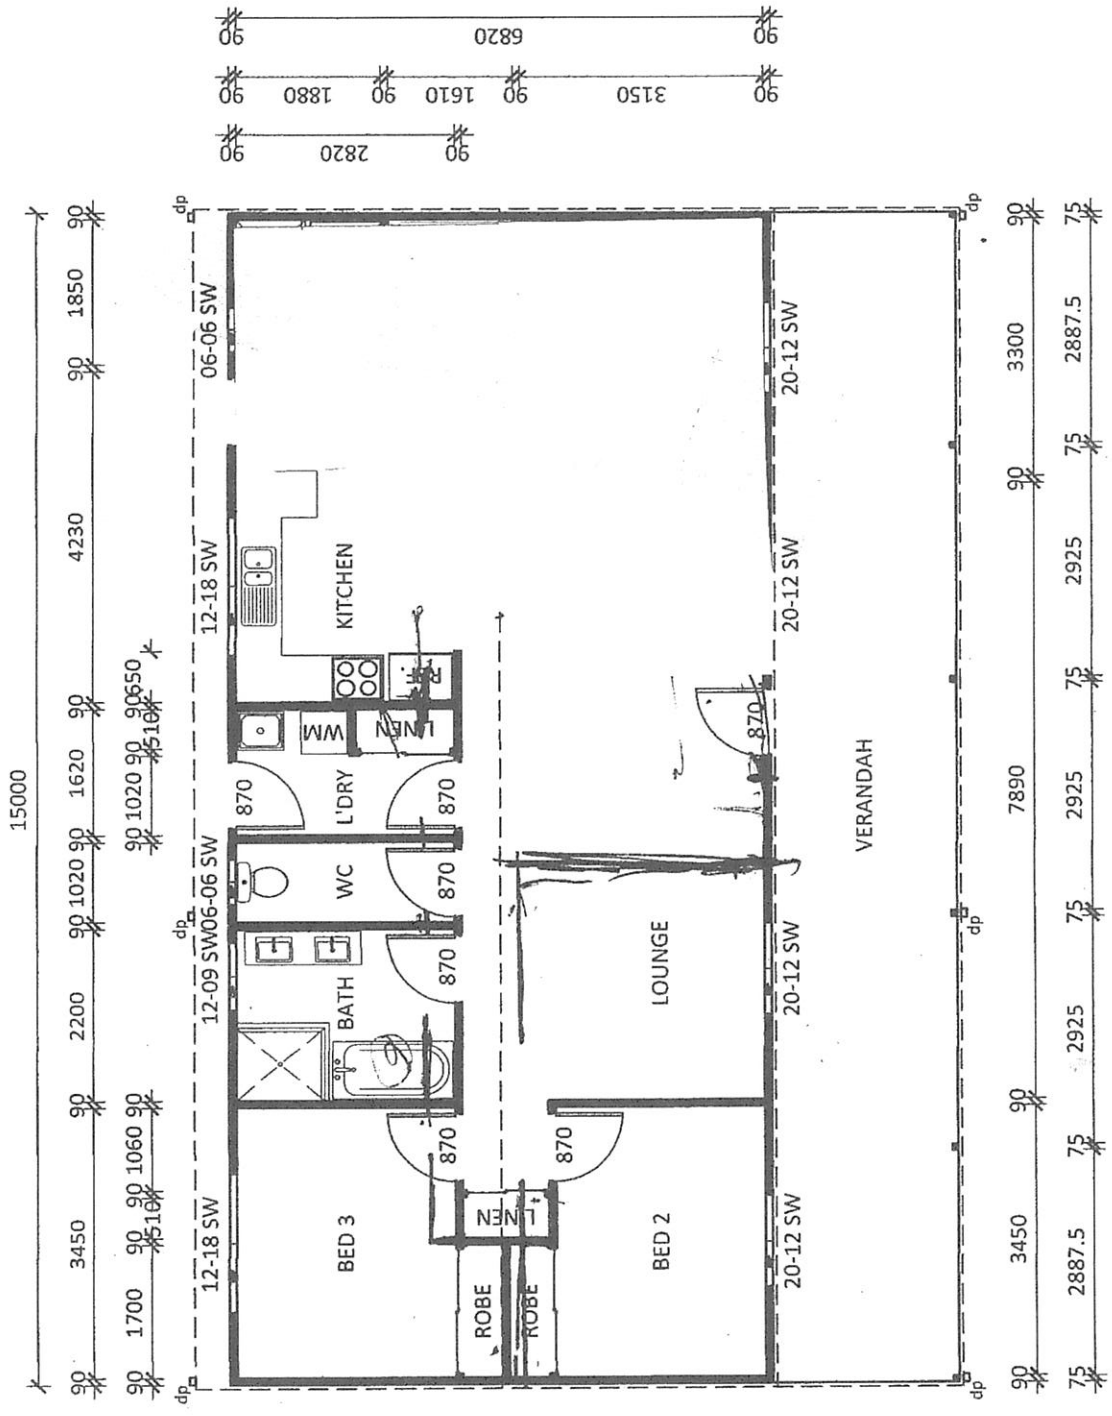 90 6820 90
90 1880 90 1610 90 3150 90
90 2820 90
15000
90 3450 90 2200 90 1020 90 1620 90 4230 90 1850 90
90 1700 90 510 90 1060 90
90 1020 90 510 90 650
12-18 SW
12-09 SW
06-06 SW
12-18 SW
06-06 SW
dp
dp
dp
BED 3
BATH
WC
L'DRY
WM
LINEN
REF.
KITCHEN
870
870
870
870
870
870
870
ROBE
ROBE
LINEN
BED 2
LOUNGE
20-12 SW
20-12 SW
20-12 SW
20-12 SW
VERANDAH
dp
dp
dp
90 3450 90 7890 90 3300 90
75 2887.5 75 2925 75 2925 75 2925 75 2887.5 75